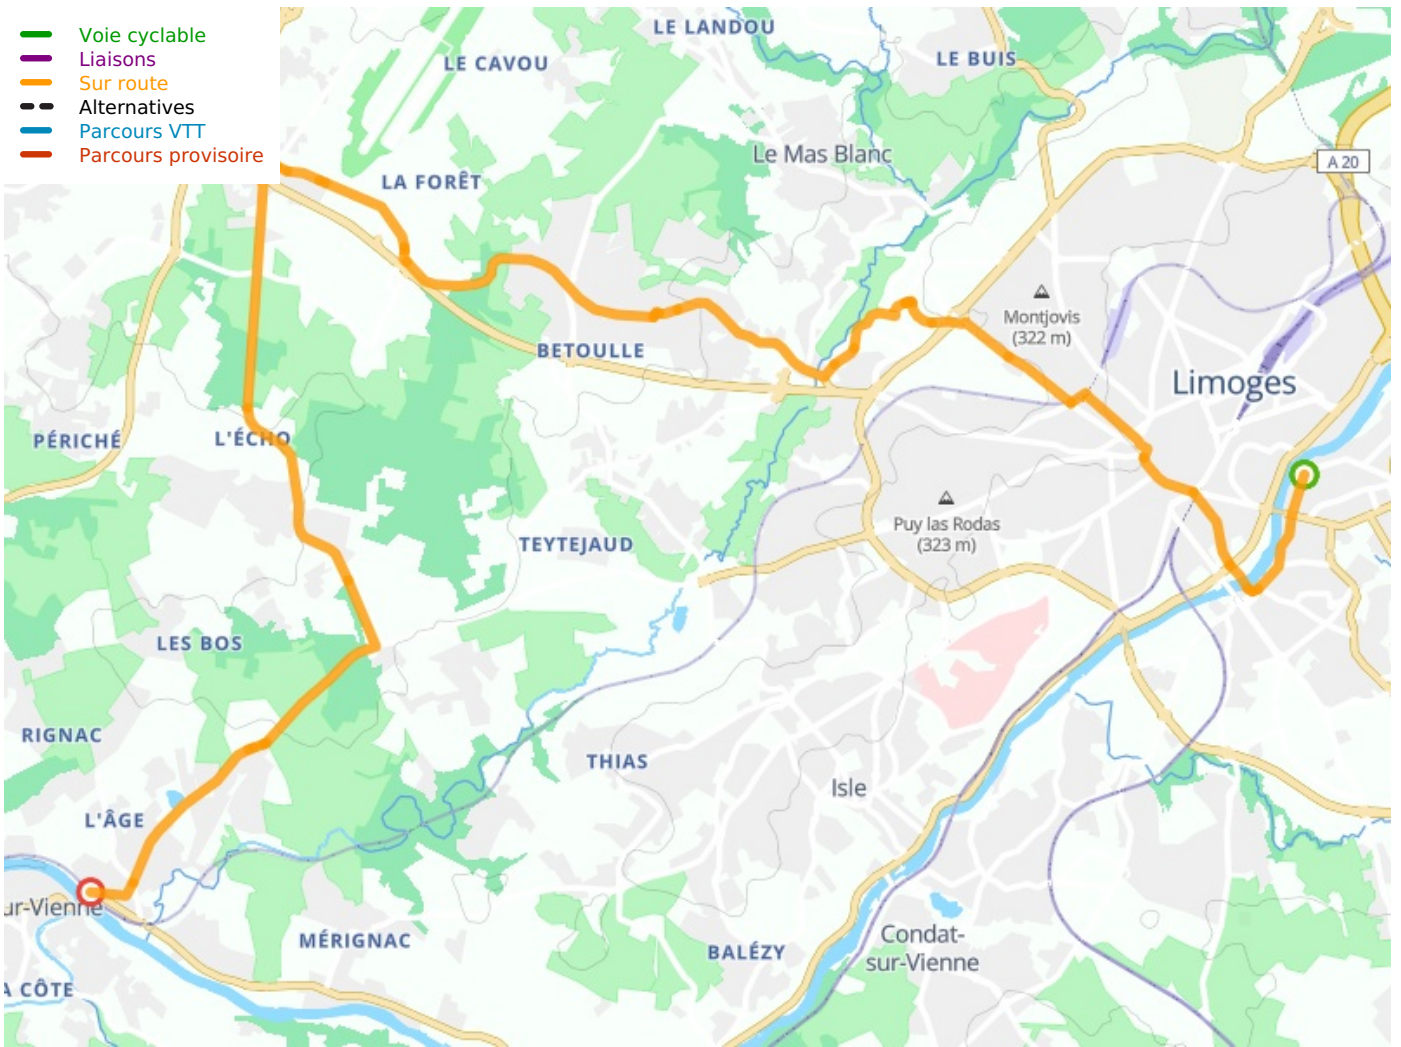 Voie cyclable
Liaisons
Sur route
Alternatives
Parcours VTT
Parcours provisoire
LE LANDOU
LE BUIS
LE CAVOU
Le Mas Blanc
A 20
LA FORÊT
Montjovis
(322 m)
BETOULLE
Limoges
PÉRICHÉ
L'ÉCHO
Puy las Rodas
(323 m)
TEYTEJAUD
LES BOS
RIGNAC
THIAS
Isle
L'ÂGE
ur-Vienne
MÉRIGNAC
BALÉZY
Condat-
sur-Vienne
A CÔTE